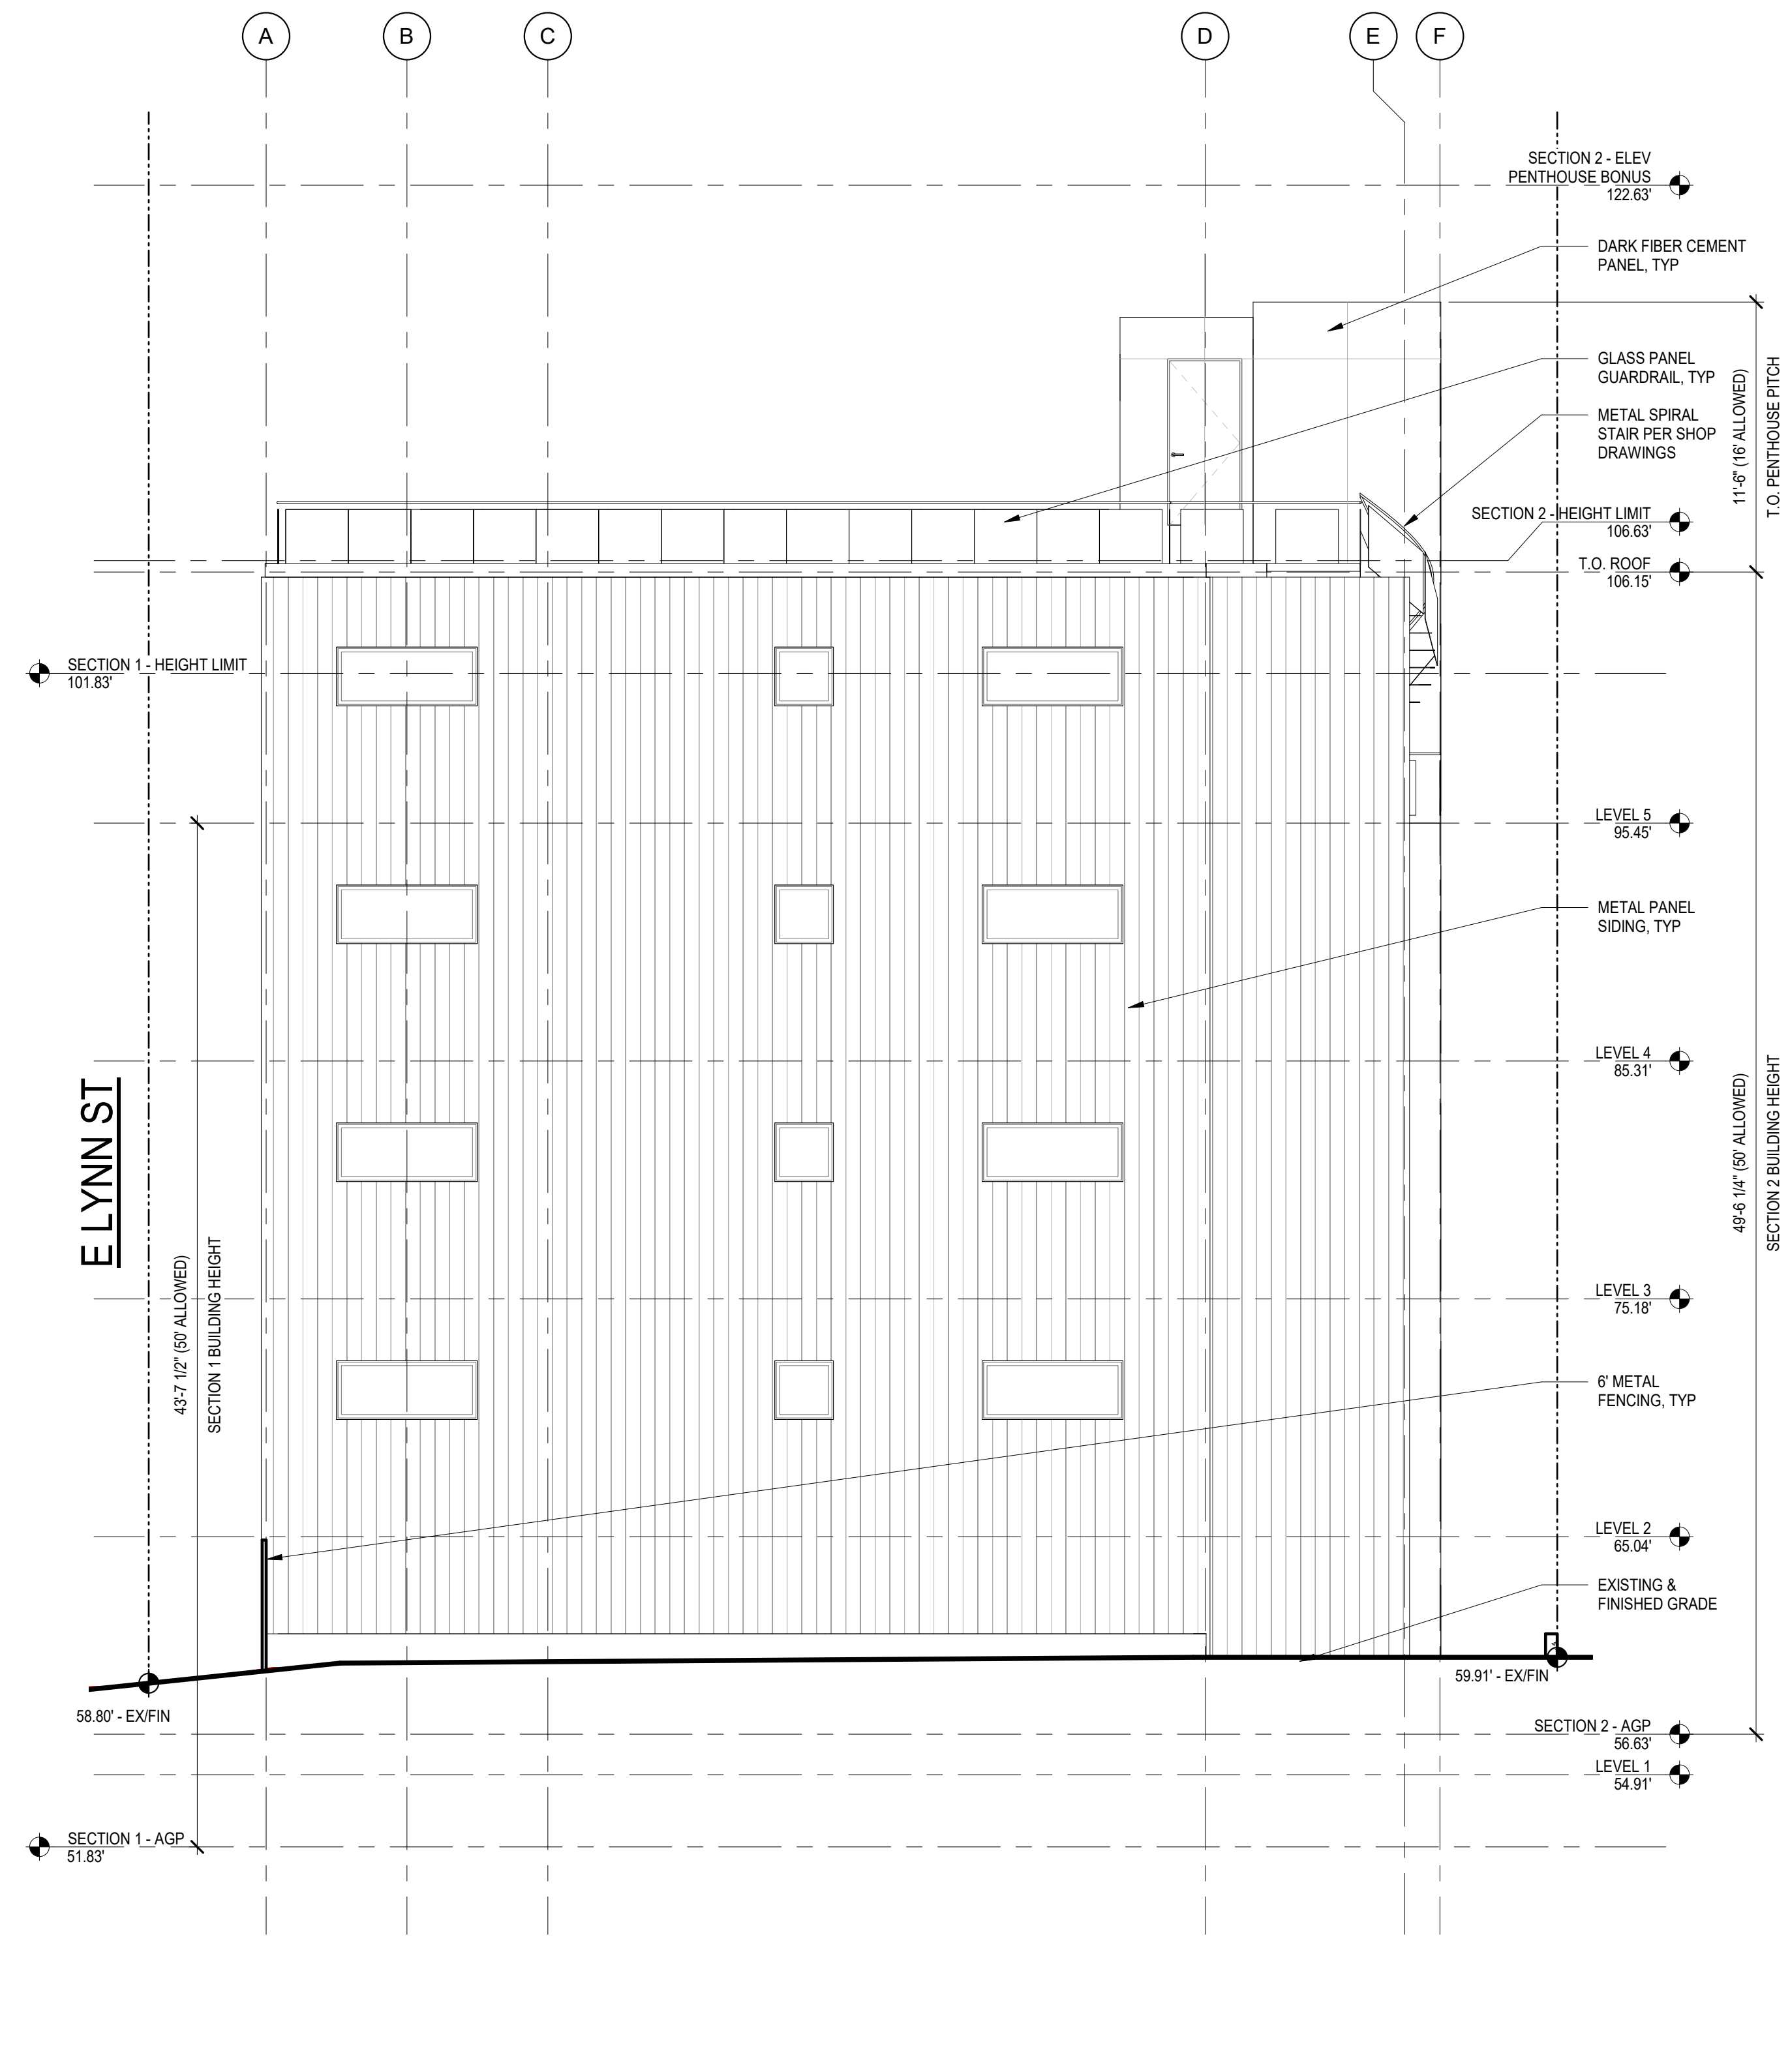 A B C D E F
SECTION 2 - ELEV
PENTHOUSE BONUS
122.63'
DARK FIBER CEMENT
PANEL, TYP
GLASS PANEL
GUARDRAIL, TYP
METAL SPIRAL
STAIR PER SHOP
DRAWINGS
11'-6" (16' ALLOWED)
T.O. PENTHOUSE PITCH
SECTION 2 - HEIGHT LIMIT
106.63'
T.O. ROOF
106.15'
SECTION 1 - HEIGHT LIMIT
101.83'
LEVEL 5
95.45'
METAL PANEL
SIDING, TYP
LEVEL 4
85.31'
E LYNN ST
49'-6 1/4" (50' ALLOWED)
SECTION 2 BUILDING HEIGHT
43'-7 1/2" (50' ALLOWED)
SECTION 1 BUILDING HEIGHT
LEVEL 3
75.18'
6' METAL
FENCING, TYP
LEVEL 2
65.04'
EXISTING &
FINISHED GRADE
59.91' - EX/FIN
58.80' - EX/FIN
SECTION 2 - AGP
56.63'
LEVEL 1
54.91'
SECTION 1 - AGP
51.83'